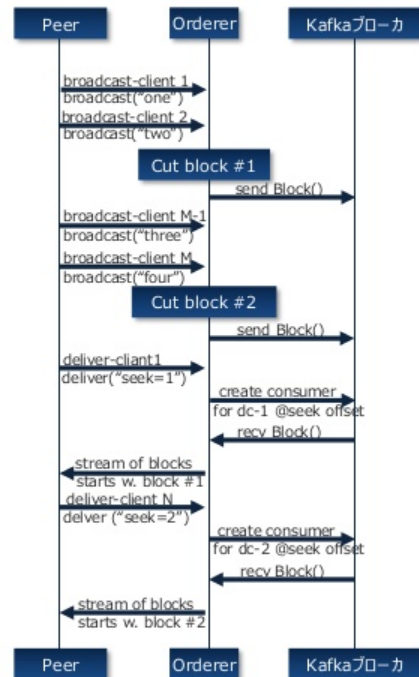 Peer
Orderer
Kafkaブローカ
broadcast-client 1
broadcast("one")
broadcast-client 2
broadcast("two")
Cut block #1
send Block()
broadcast-client M-1
broadcast("three")
broadcast-client M
broadcast("four")
Cut block #2
send Block()
deliver-cliant1
deliver("seek=1")
create consumer
for dc-1 @seek offset
recv Block()
stream of blocks
starts w. block #1
deliver-client N
delver ("seek=2")
create consumer
for dc-2 @seek offset
recv Block()
stream of blocks
starts w. block #2
Peer
Orderer
Kafkaブローカ